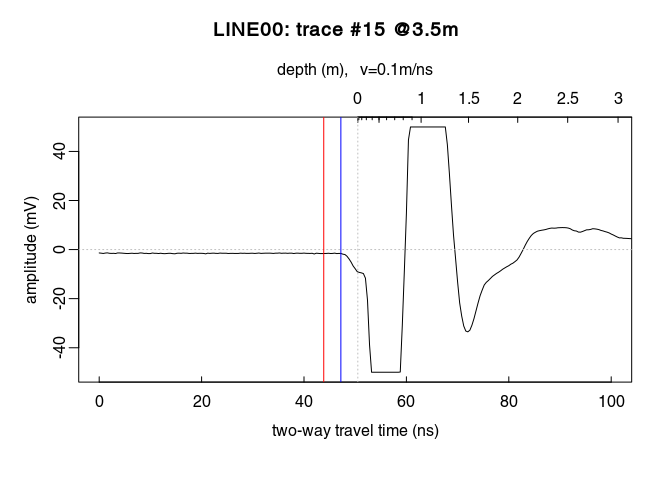 LINE00: trace #15 @3.5m
depth (m),  v=0.1m/ns
0 1 1.5 2 2.5 3
40
20
0
-20
-40
amplitude (mV)
0 20 40 60 80 100
two-way travel time (ns)